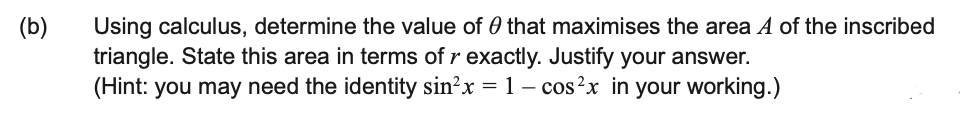 (b) Using calculus, determine the value of θ that maximises the area A of the inscribed
triangle. State this area in terms of r exactly. Justify your answer.
(Hint: you may need the identity sin²x = 1 – cos²x in your working.)